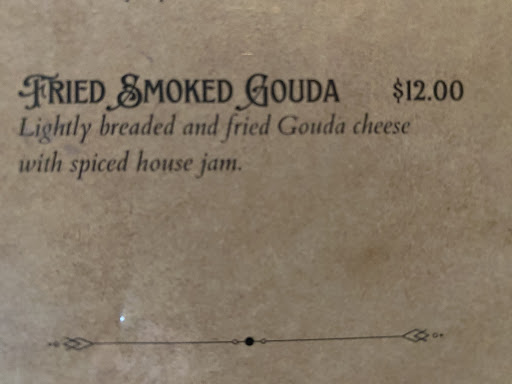 Fried Smoked Gouda $12.00
Lightly breaded and fried Gouda cheese
with spiced house jam.